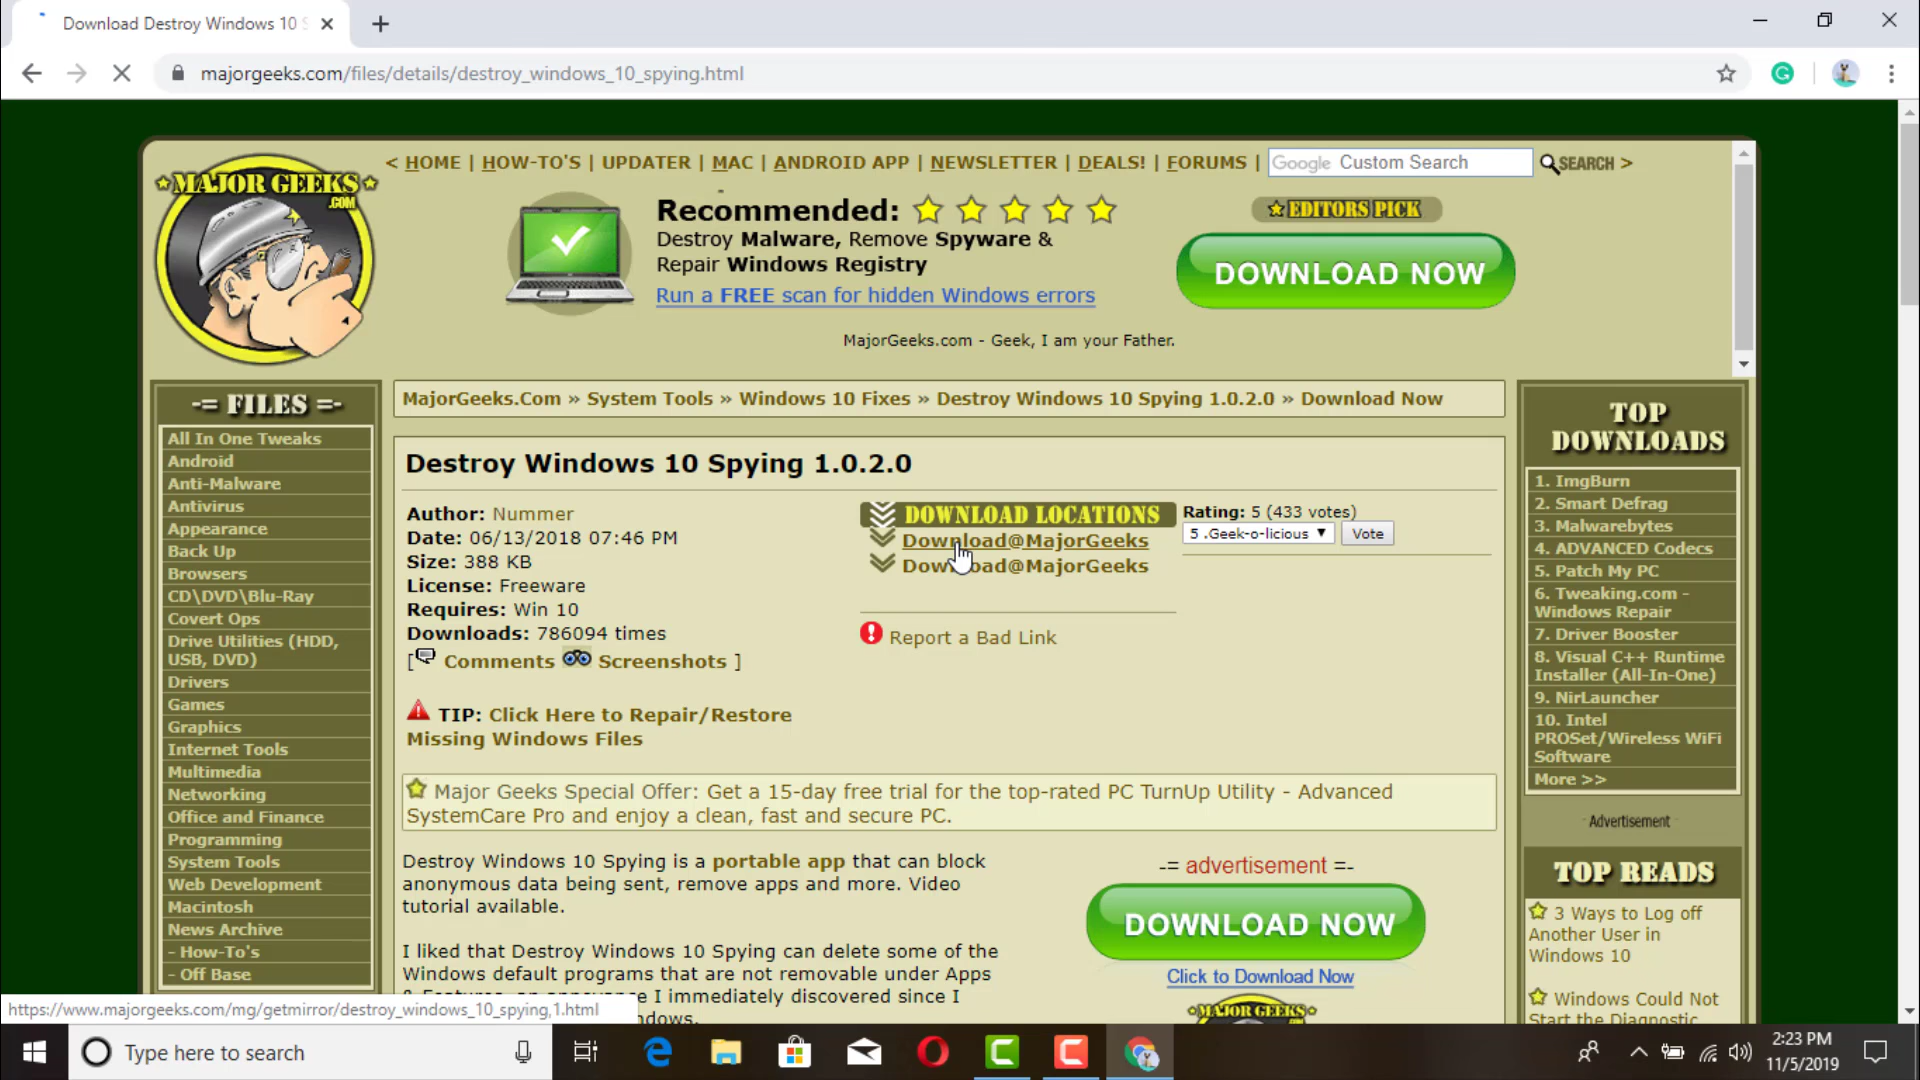 Download Destroy Windows 10 S
majorgeeks.com/files/details/destroy_windows_10_spying.html
MAJOR GEEKS
.COM
< HOME | HOW-TO'S | UPDATER | MAC | ANDROID APP | NEWSLETTER | DEALS! | FORUMS | Google Custom Search SEARCH >
Recommended:
Destroy Malware, Remove Spyware &
Repair Windows Registry
Run a FREE scan for hidden Windows errors
EDITORS PICK
DOWNLOAD NOW
MajorGeeks.com - Geek, I am your Father.
-= FILES =-
All In One Tweaks
Android
Anti-Malware
Antivirus
Appearance
Back Up
Browsers
CD\DVD\Blu-Ray
Covert Ops
Drive Utilities (HDD,
USB, DVD)
Drivers
Games
Graphics
Internet Tools
Multimedia
Networking
Office and Finance
Programming
System Tools
Web Development
Macintosh
News Archive
- How-To's
- Off Base
MajorGeeks.Com » System Tools » Windows 10 Fixes » Destroy Windows 10 Spying 1.0.2.0 » Download Now
Destroy Windows 10 Spying 1.0.2.0
Author: Nummer
Date: 06/13/2018 07:46 PM
Size: 388 KB
License: Freeware
Requires: Win 10
Downloads: 786094 times
[ Comments Screenshots ]
DOWNLOAD LOCATIONS
Download@MajorGeeks
Download@MajorGeeks
Report a Bad Link
Rating: 5 (433 votes)
5 .Geek-o-licious Vote
TIP: Click Here to Repair/Restore
Missing Windows Files
Major Geeks Special Offer: Get a 15-day free trial for the top-rated PC TurnUp Utility - Advanced
SystemCare Pro and enjoy a clean, fast and secure PC.
Destroy Windows 10 Spying is a portable app that can block
anonymous data being sent, remove apps and more. Video
tutorial available.
I liked that Destroy Windows 10 Spying can delete some of the
Windows default programs that are not removable under Apps
I immediately discovered since I
-= advertisement =-
DOWNLOAD NOW
Click to Download Now
MAJOR GEEKS
TOP
DOWNLOADS
1. ImgBurn
2. Smart Defrag
3. Malwarebytes
4. ADVANCED Codecs
5. Patch My PC
6. Tweaking.com -
Windows Repair
7. Driver Booster
8. Visual C++ Runtime
Installer (All-In-One)
9. NirLauncher
10. Intel
PROSet/Wireless WiFi
Software
More >>
Advertisement
TOP READS
3 Ways to Log off
Another User in
Windows 10
Windows Could Not
Start the Diagnostic
https://www.majorgeeks.com/mg/getmirror/destroy_windows_10_spying,1.html
Type here to search
2:23 PM
11/5/2019